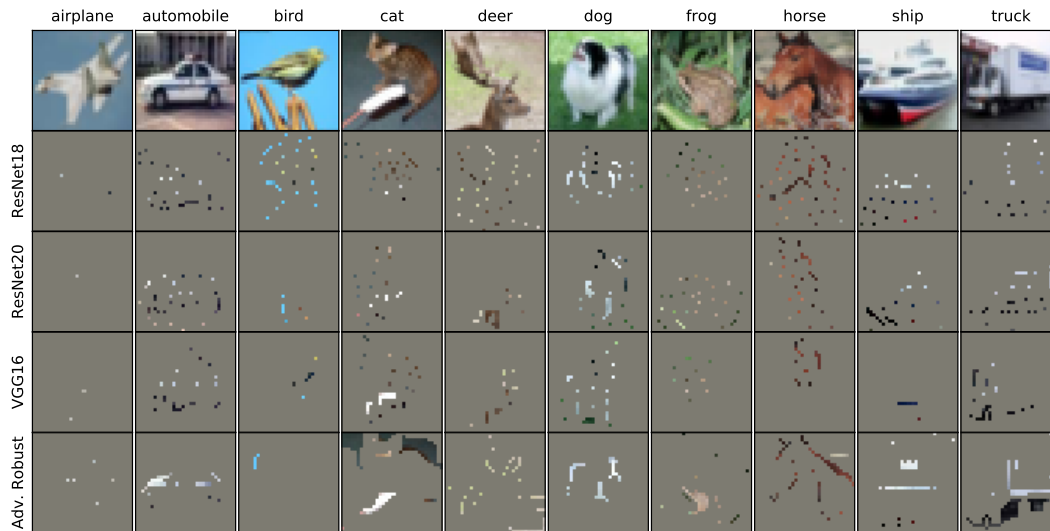 airplane automobile bird cat deer dog frog horse ship truck
ResNet18
ResNet20
VGG16
Adv. Robust